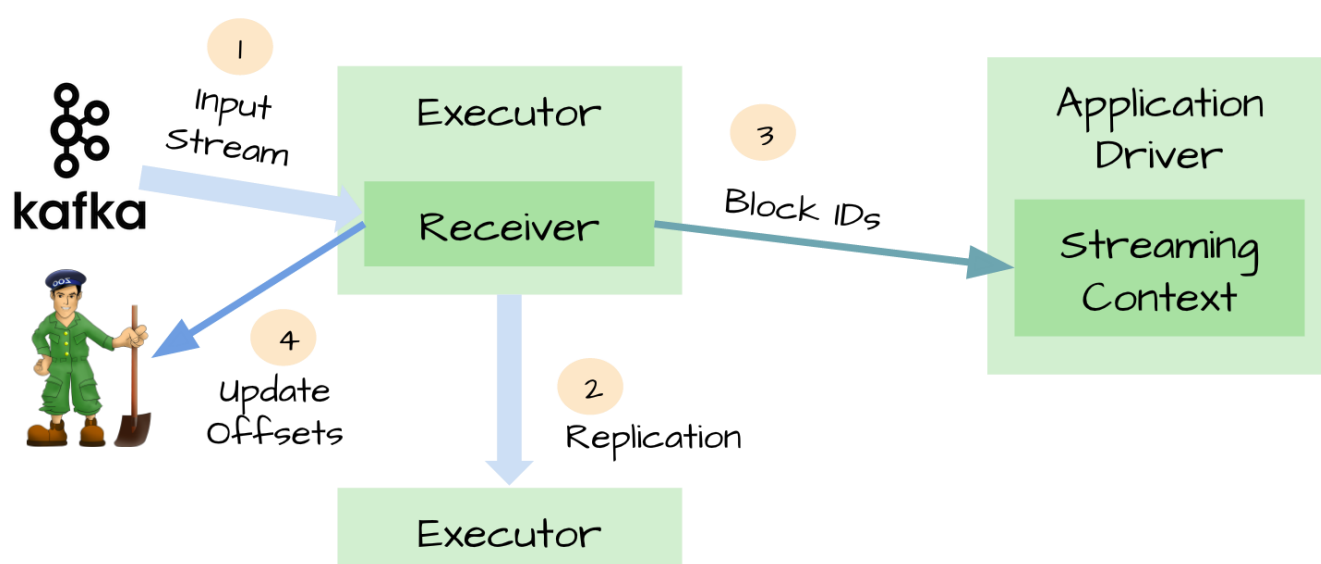 1
Input
Stream
kafka
Executor
Receiver
3
Block IDs
Application
Driver
Streaming
Context
ZOO
4
Update
Offsets
2
Replication
Executor